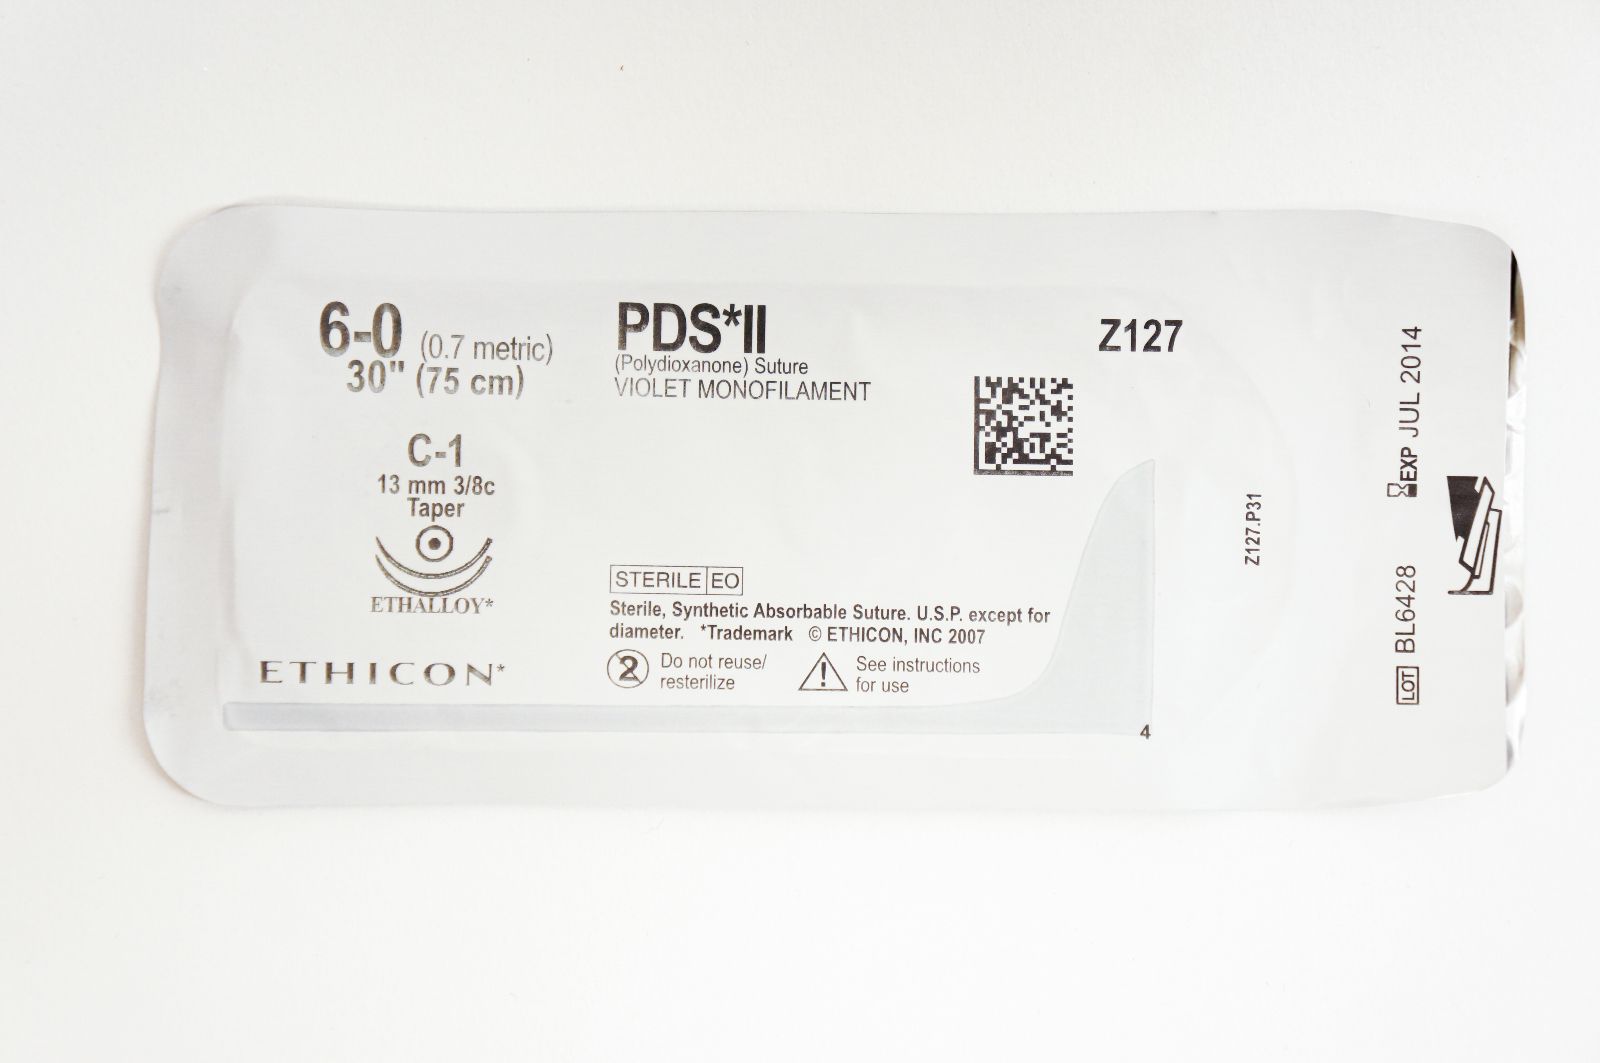 6-0 (0.7 metric)
30" (75 cm)
C-1
13 mm 3/8c
Taper
ETHALLOY*
ETHICON*
PDS*II
(Polydioxanone) Suture
VIOLET MONOFILAMENT
STERILE EO
Sterile, Synthetic Absorbable Suture. U.S.P. except for
diameter. *Trademark © ETHICON, INC 2007
2 Do not reuse/
resterilize
! See instructions
for use
Z127
4
Z127.P31
EXP JUL 2014
LOT BL6428